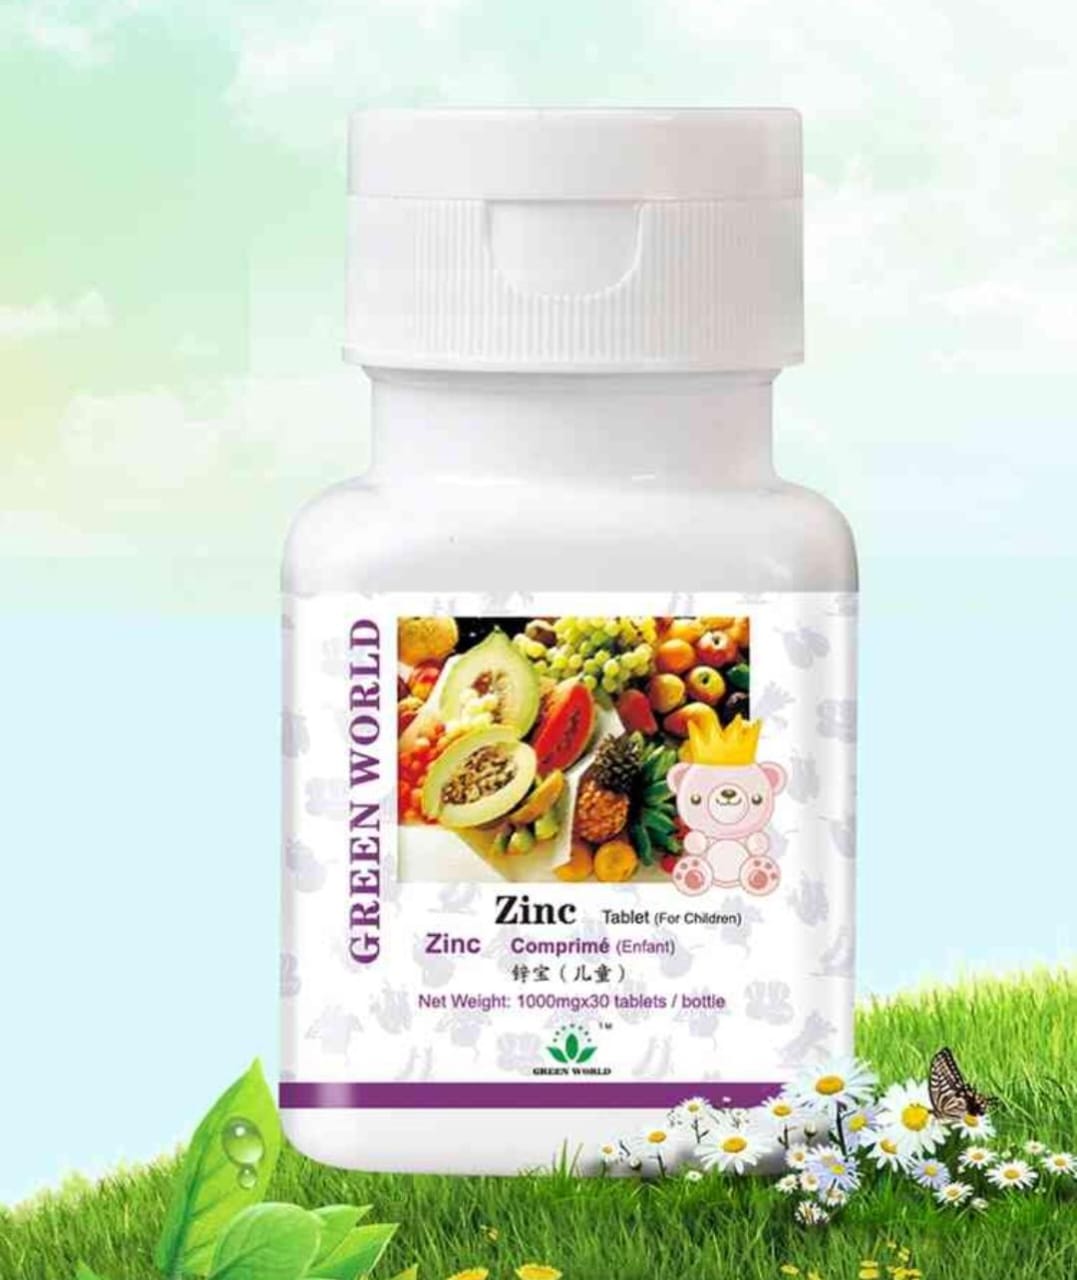 GREEN WORLD
Zinc Tablet (For Children)
Zinc Comprimé (Enfant)
锌宝（儿童）
Net Weight: 1000mgx30 tablets / bottle
TM
GREEN WORLD